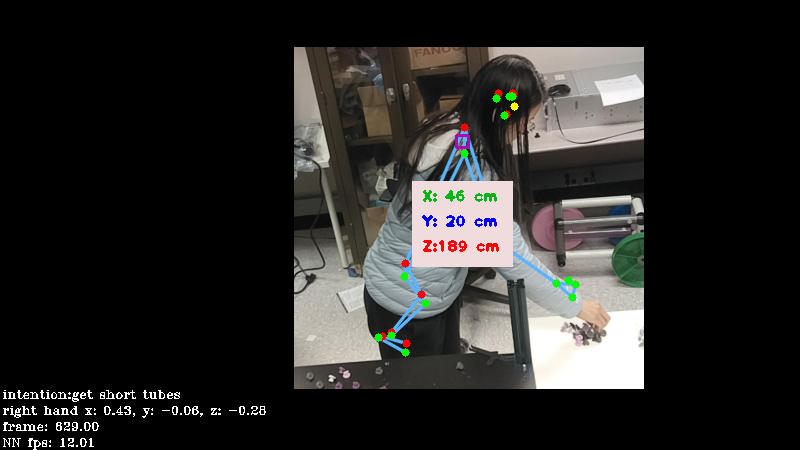 FANCO
X: 46 cm
Y: 20 cm
Z:189 cm
intention:get short tubes
right hand x: 0.43, y: -0.06, z: -0.28
frame: 629.00
NN fps: 12.01